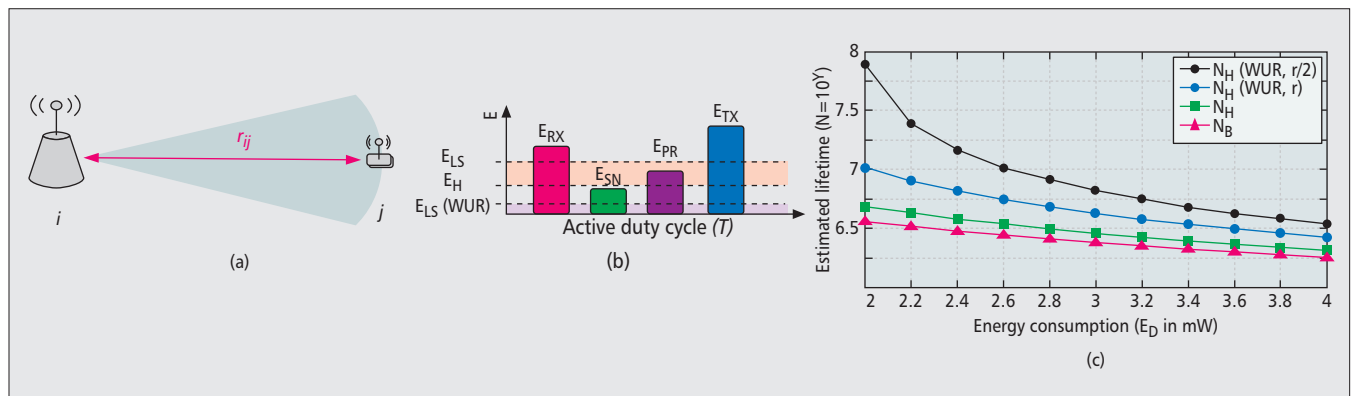 r_ij
i
j
(a)
E
E_LS
E_H
E_LS (WUR)
E_RX
E_SN
E_PR
E_TX
Active duty cycle (T)
(b)
Estimated lifetime (N=10^Y)
8
7.5
7
6.5
N_H (WUR, r/2)
N_H (WUR, r)
N_H
N_B
2 2.2 2.4 2.6 2.8 3 3.2 3.4 3.6 3.8 4
Energy consumption (E_D in mW)
(c)